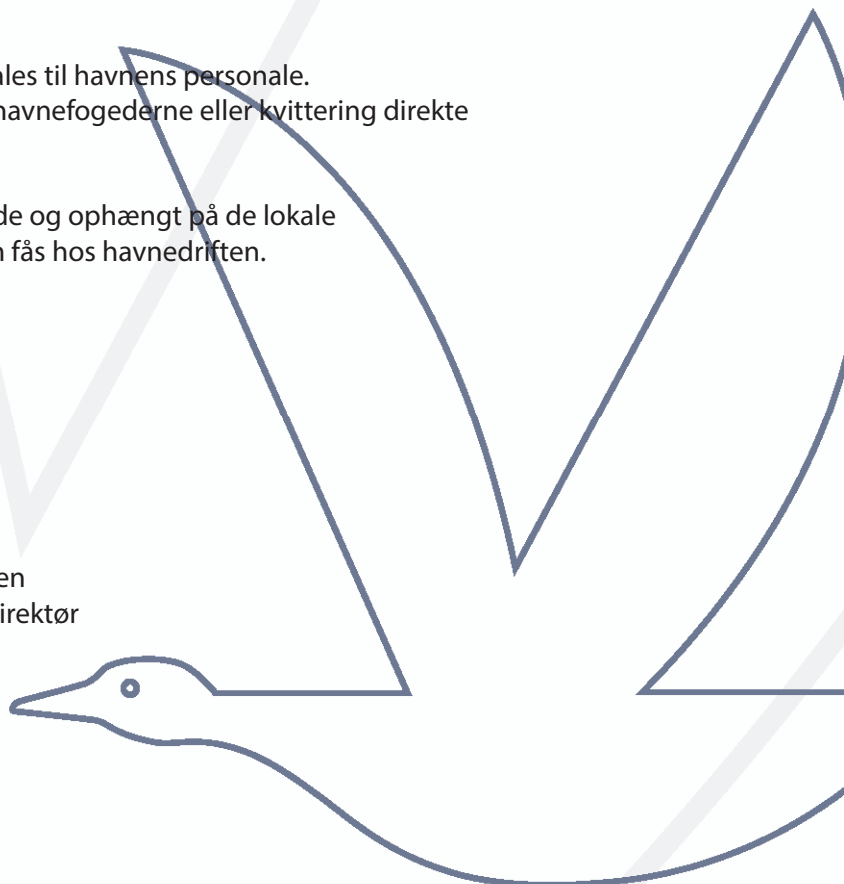 ales til havnens personale.
havnefogederne eller kvittering direkte
de og ophængt på de lokale
n fås hos havnedriften.
en
irektør